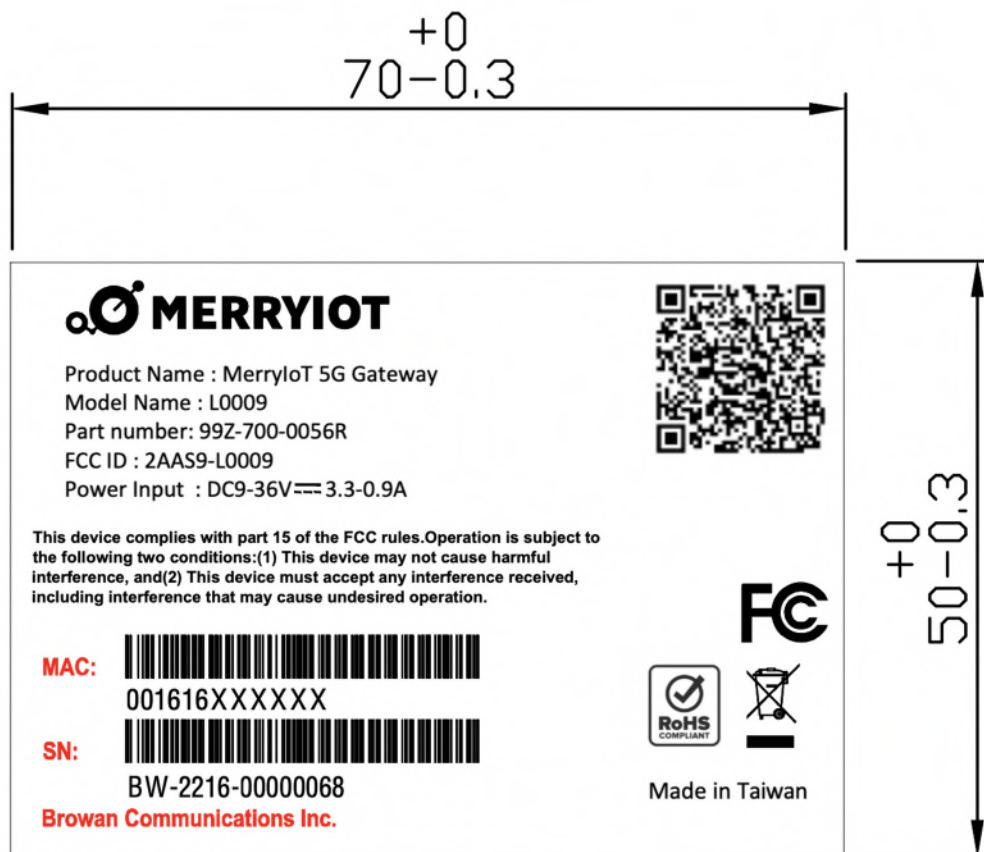 +0
70-0.3
MERRYIOT
Product Name : MerryIoT 5G Gateway
Model Name : L0009
Part number: 99Z-700-0056R
FCC ID : 2AAS9-L0009
Power Input : DC9-36V⎓3.3-0.9A
This device complies with part 15 of the FCC rules.Operation is subject to
the following two conditions:(1) This device may not cause harmful
interference, and(2) This device must accept any interference received,
including interference that may cause undesired operation.
FC
MAC:
001616XXXXXX
SN:
BW-2216-00000068
Browan Communications Inc.
RoHS
COMPLIANT
Made in Taiwan
+0
50-0.3